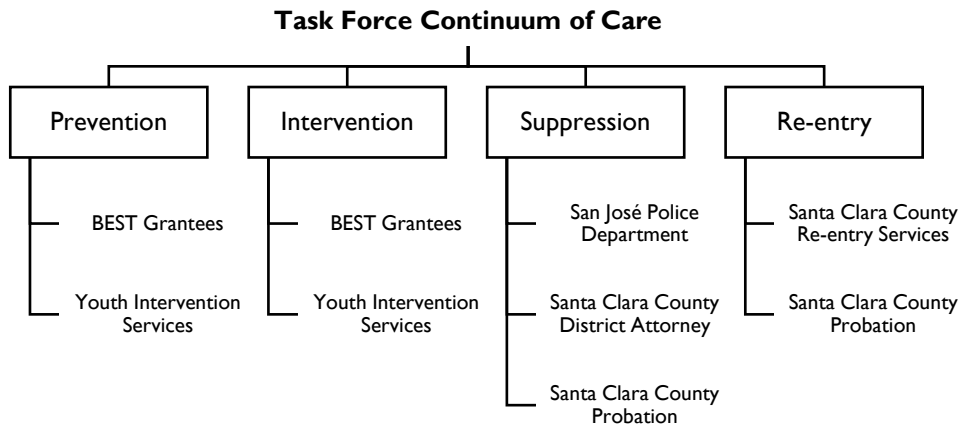 Task Force Continuum of Care
Prevention
Intervention
Suppression
Re-entry
BEST Grantees
Youth Intervention
Services
BEST Grantees
Youth Intervention
Services
San José Police
Department
Santa Clara County
District Attorney
Santa Clara County
Probation
Santa Clara County
Re-entry Services
Santa Clara County
Probation